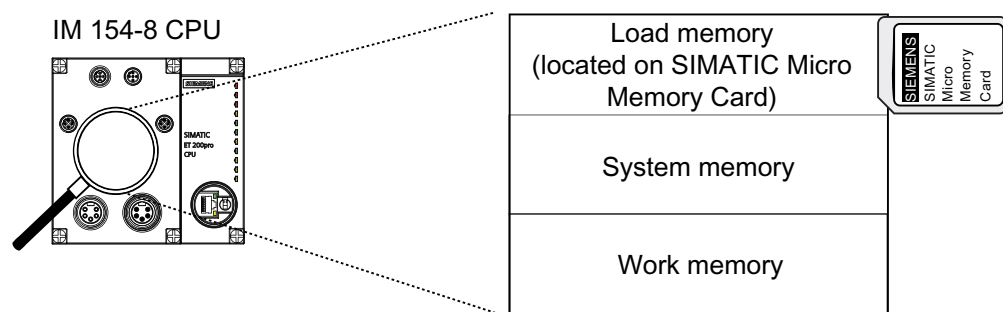 IM 154-8 CPU
SIEMENS
SIMATIC
ET 200pro
CPU
Load memory
(located on SIMATIC Micro
Memory Card)
System memory
Work memory
SIEMENS
SIMATIC
Micro
Memory
Card